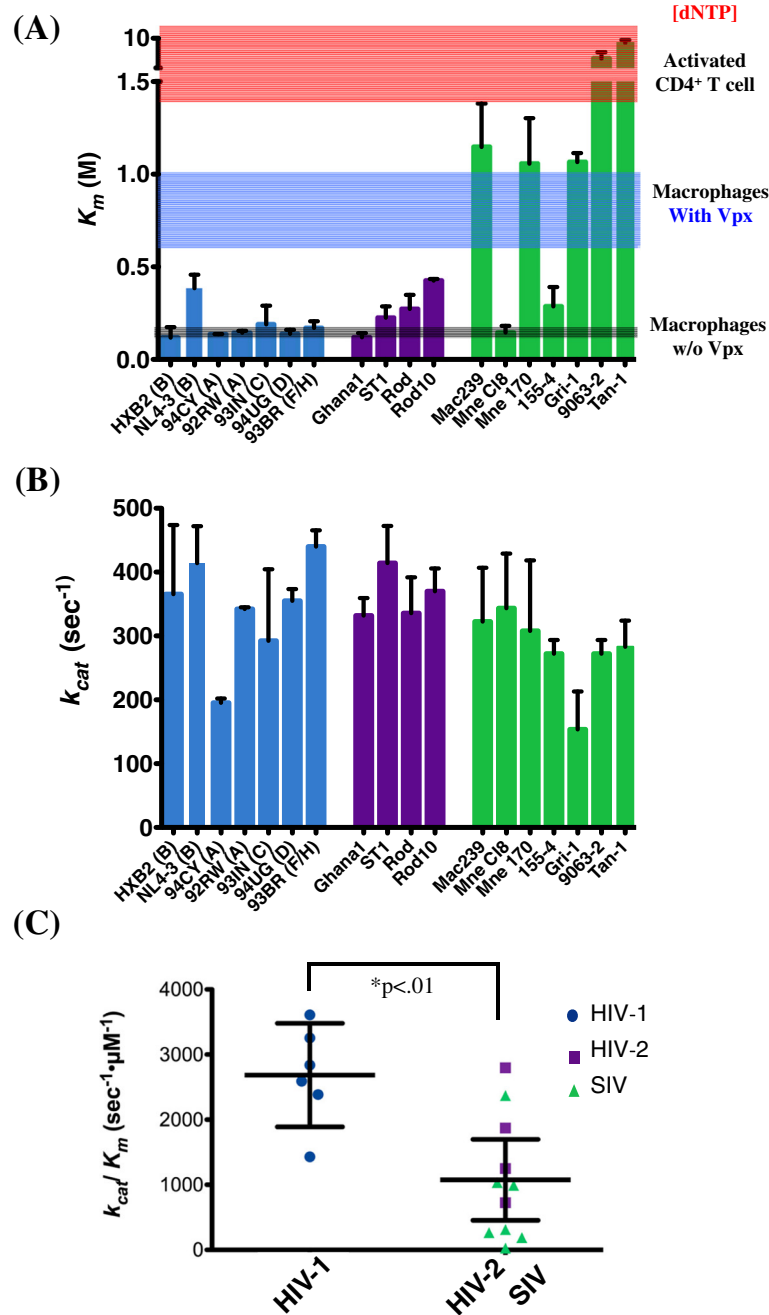 (A)
[dNTP]
Activated
CD4⁺ T cell
Macrophages
With Vpx
Macrophages
w/o Vpx
Km (M)
10
1.5
1.0
0.5
0.0
HXB2 (B)
NL4-3 (B)
94CY (A)
92RW (A)
93IN (C)
94UG (D)
93BR (F/H)
Ghana1
ST1
Rod
Rod10
Mac239
Mne Cl8
Mne 170
155-4
Gri-1
9063-2
Tan-1
(B)
kcat (sec⁻¹)
500
400
300
200
100
0
HXB2 (B)
NL4-3 (B)
94CY (A)
92RW (A)
93IN (C)
94UG (D)
93BR (F/H)
Ghana1
ST1
Rod
Rod10
Mac239
Mne Cl8
Mne 170
155-4
Gri-1
9063-2
Tan-1
(C)
kcat/ Km (sec⁻¹•µM⁻¹)
4000
3000
2000
1000
0
*p<.01
HIV-1
HIV-2
SIV
HIV-1
HIV-2
SIV